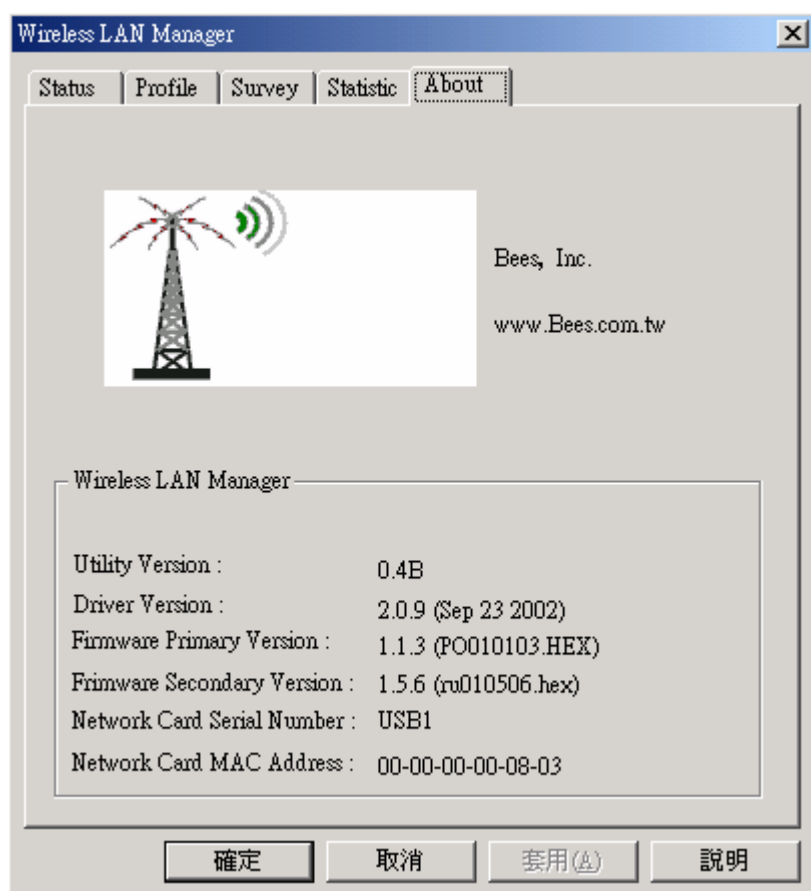 Wireless LAN Manager
Status Profile Survey Statistic About
Bees, Inc.
www.Bees.com.tw
Wireless LAN Manager
Utility Version : 0.4B
Driver Version : 2.0.9 (Sep 23 2002)
Firmware Primary Version : 1.1.3 (PO010103.HEX)
Frimware Secondary Version : 1.5.6 (ru010506.hex)
Network Card Serial Number : USB1
Network Card MAC Address : 00-00-00-00-08-03
確定 取消 套用(A) 說明